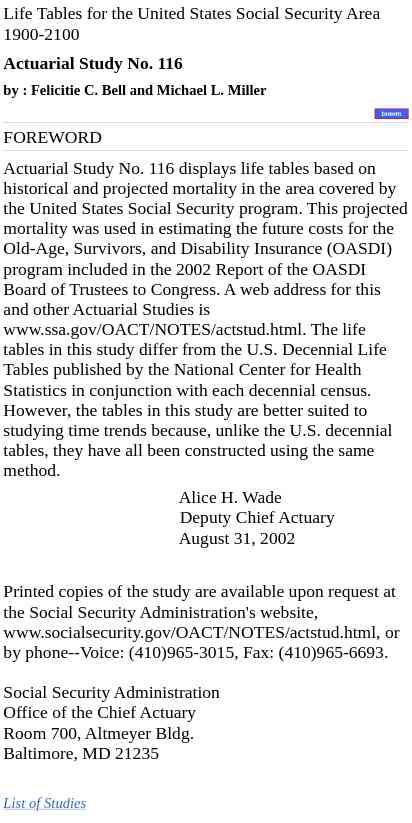 Life Tables for the United States Social Security Area
1900-2100
Actuarial Study No. 116
by : Felicitie C. Bell and Michael L. Miller
FOREWORD
Actuarial Study No. 116 displays life tables based on
historical and projected mortality in the area covered by
the United States Social Security program. This projected
mortality was used in estimating the future costs for the
Old-Age, Survivors, and Disability Insurance (OASDI)
program included in the 2002 Report of the OASDI
Board of Trustees to Congress. A web address for this
and other Actuarial Studies is
www.ssa.gov/OACT/NOTES/actstud.html. The life
tables in this study differ from the U.S. Decennial Life
Tables published by the National Center for Health
Statistics in conjunction with each decennial census.
However, the tables in this study are better suited to
studying time trends because, unlike the U.S. decennial
tables, they have all been constructed using the same
method.
Alice H. Wade
Deputy Chief Actuary
August 31, 2002
Printed copies of the study are available upon request at
the Social Security Administration's website,
www.socialsecurity.gov/OACT/NOTES/actstud.html, or
by phone--Voice: (410)965-3015, Fax: (410)965-6693.
Social Security Administration
Office of the Chief Actuary
Room 700, Altmeyer Bldg.
Baltimore, MD 21235
List of Studies